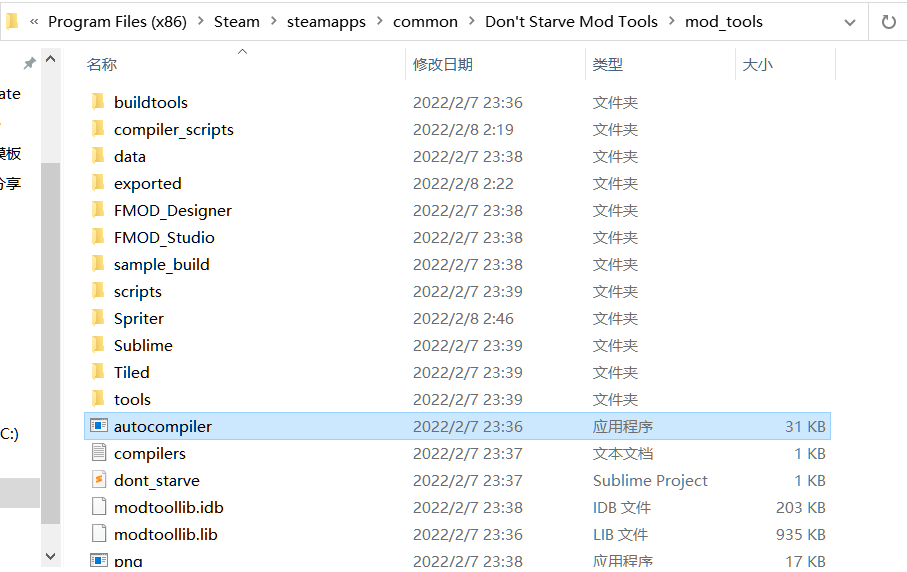 « Program Files (x86) > Steam > steamapps > common > Don't Starve Mod Tools > mod_tools
名称 修改日期 类型 大小
ate
模板
分享
C:)
buildtools 2022/2/7 23:36 文件夹
compiler_scripts 2022/2/8 2:19 文件夹
data 2022/2/7 23:38 文件夹
exported 2022/2/8 2:22 文件夹
FMOD_Designer 2022/2/7 23:38 文件夹
FMOD_Studio 2022/2/7 23:38 文件夹
sample_build 2022/2/7 23:38 文件夹
scripts 2022/2/7 23:39 文件夹
Spriter 2022/2/8 2:46 文件夹
Sublime 2022/2/7 23:39 文件夹
Tiled 2022/2/7 23:39 文件夹
tools 2022/2/7 23:39 文件夹
autocompiler 2022/2/7 23:36 应用程序 31 KB
compilers 2022/2/7 23:37 文本文档 1 KB
dont_starve 2022/2/7 23:37 Sublime Project 1 KB
modtoollib.idb 2022/2/7 23:38 IDB 文件 203 KB
modtoollib.lib 2022/2/7 23:38 LIB 文件 935 KB
png 2022/2/7 23:38 应用程序 17 KB